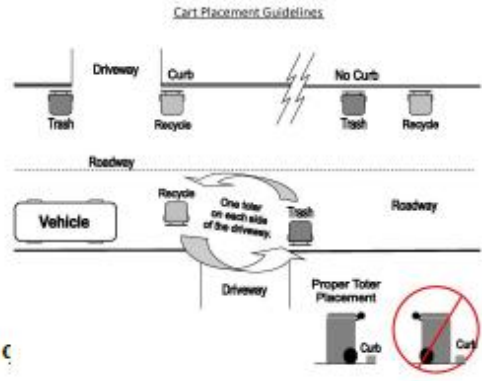 Cart Placement Guidelines
Driveway
Curb
No Curb
Trash
Recycle
Trash
Recycle
Roadway
Recycle
One toter
on each side
of the driveway.
Trash
Roadway
Vehicle
Driveway
Proper Toter
Placement
Curb
Curb